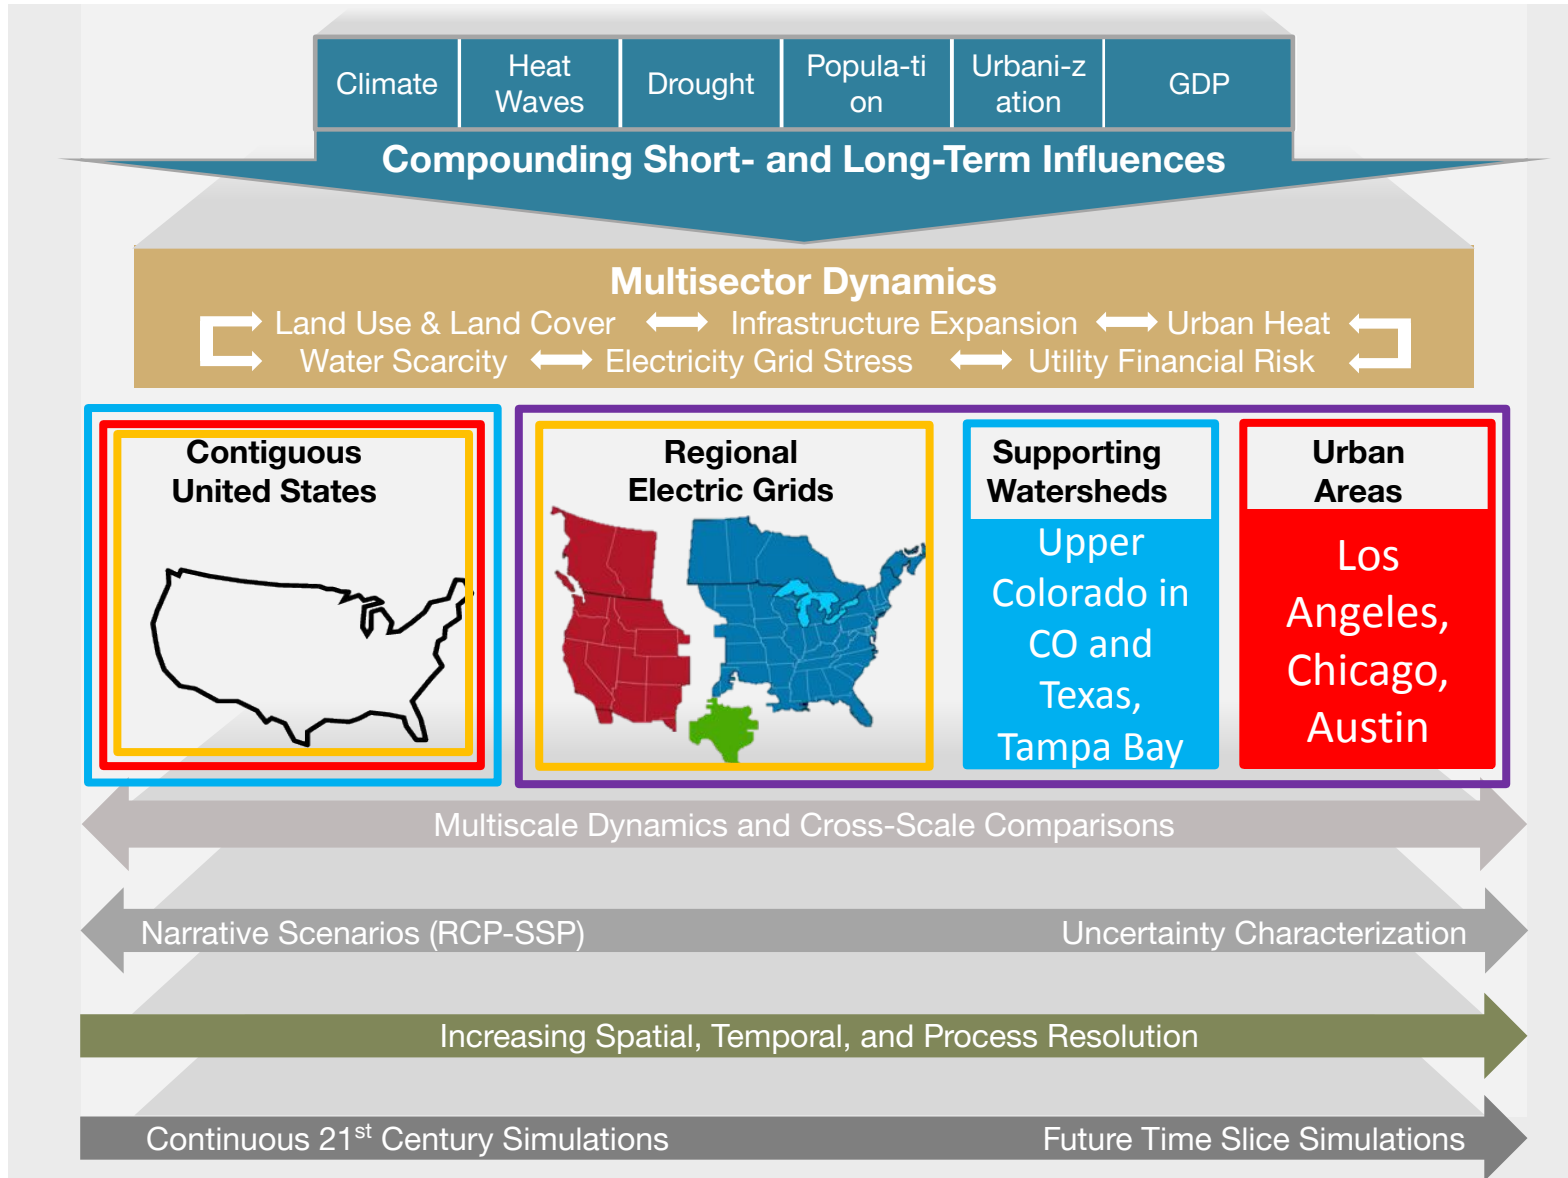 Climate
Heat
Waves
Drought
Popula-ti
on
Urbani-z
ation
GDP
Compounding Short- and Long-Term Influences
Multisector Dynamics
Land Use & Land Cover
Infrastructure Expansion
Urban Heat
Water Scarcity
Electricity Grid Stress
Utility Financial Risk
Contiguous
United States
Regional
Electric Grids
Supporting
Watersheds
Upper
Colorado in
CO and
Texas,
Tampa Bay
Urban
Areas
Los
Angeles,
Chicago,
Austin
Multiscale Dynamics and Cross-Scale Comparisons
Narrative Scenarios (RCP-SSP)
Uncertainty Characterization
Increasing Spatial, Temporal, and Process Resolution
Continuous 21st Century Simulations
Future Time Slice Simulations